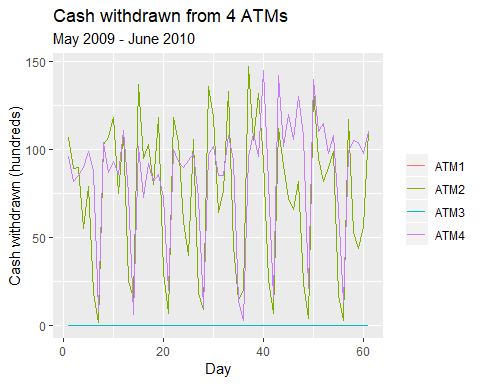 Cash withdrawn from 4 ATMs
May 2009 - June 2010
150
100
50
0
Cash withdrawn (hundreds)
0
20
40
60
Day
ATM1
ATM2
ATM3
ATM4